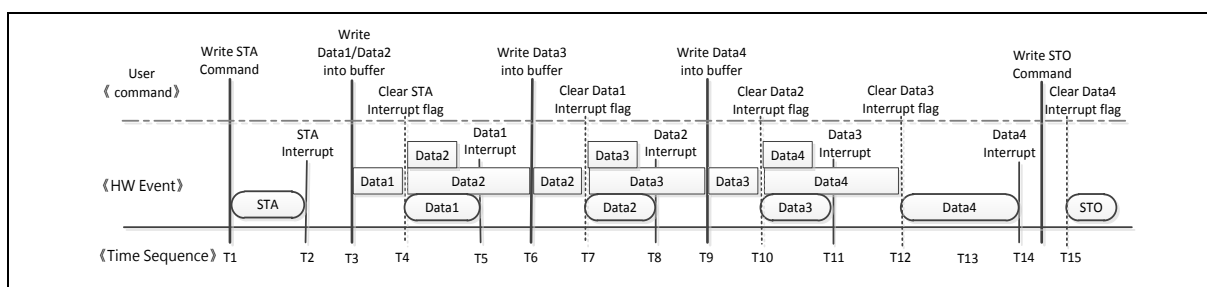 Write
Write STA
Data1/Data2
Write Data3
Write Data4
Write STO
User
Command
into buffer
into buffer
into buffer
Command
《 command》
Clear STA
Clear Data1
Clear Data2
Clear Data3
Clear Data4
Interrupt flag
Interrupt flag
Interrupt flag
Interrupt flag
Interrupt flag
STA
Data1
Data2
Data3
Data4
Interrupt
Interrupt
Interrupt
Interrupt
Interrupt
Data2
Data3
Data4
《HW Event》
Data1
Data2
Data2
Data3
Data3
Data4
STA
Data1
Data2
Data3
Data4
STO
《Time Sequence》 T1 T2 T3 T4 T5 T6 T7 T8 T9 T10 T11 T12 T13 T14 T15